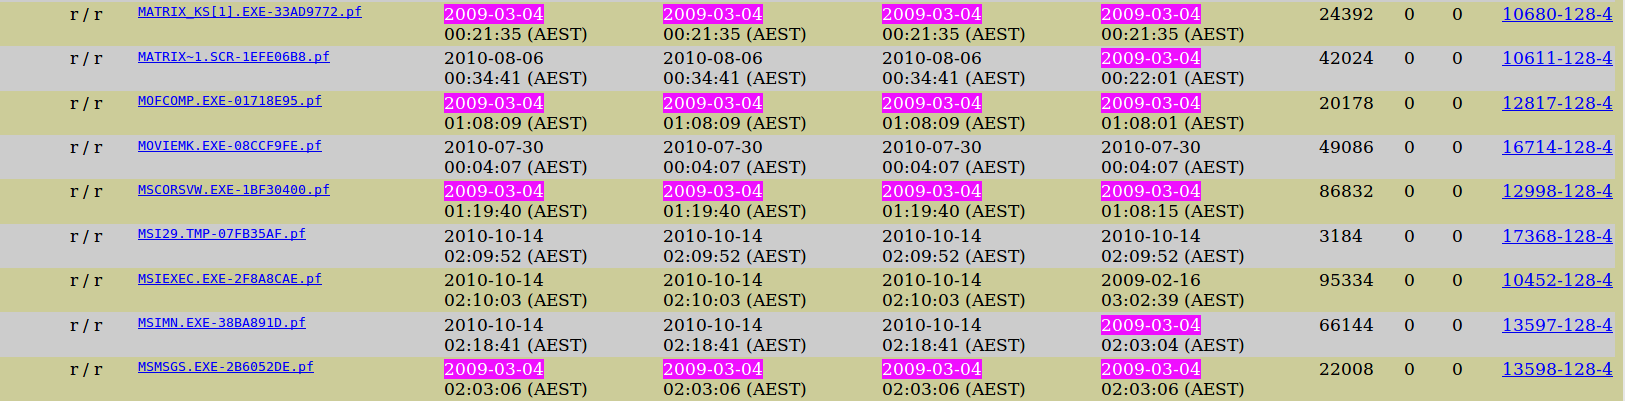 r / r MATRIX_KS[1].EXE-33AD9772.pf 2009-03-04 2009-03-04 2009-03-04 2009-03-04 24392 0 0 10680-128-4
00:21:35 (AEST) 00:21:35 (AEST) 00:21:35 (AEST) 00:21:35 (AEST)
r / r MATRIX~1.SCR-1EFE06B8.pf 2010-08-06 2010-08-06 2010-08-06 2009-03-04 42024 0 0 10611-128-4
00:34:41 (AEST) 00:34:41 (AEST) 00:34:41 (AEST) 00:22:01 (AEST)
r / r MOFCOMP.EXE-01718E95.pf 2009-03-04 2009-03-04 2009-03-04 2009-03-04 20178 0 0 12817-128-4
01:08:09 (AEST) 01:08:09 (AEST) 01:08:09 (AEST) 01:08:01 (AEST)
r / r MOVIEMK.EXE-08CCF9FE.pf 2010-07-30 2010-07-30 2010-07-30 2010-07-30 49086 0 0 16714-128-4
00:04:07 (AEST) 00:04:07 (AEST) 00:04:07 (AEST) 00:04:07 (AEST)
r / r MSCORSVW.EXE-1BF30400.pf 2009-03-04 2009-03-04 2009-03-04 2009-03-04 86832 0 0 12998-128-4
01:19:40 (AEST) 01:19:40 (AEST) 01:19:40 (AEST) 01:08:15 (AEST)
r / r MSI29.TMP-07FB35AF.pf 2010-10-14 2010-10-14 2010-10-14 2010-10-14 3184 0 0 17368-128-4
02:09:52 (AEST) 02:09:52 (AEST) 02:09:52 (AEST) 02:09:52 (AEST)
r / r MSIEXEC.EXE-2F8A8CAE.pf 2010-10-14 2010-10-14 2010-10-14 2009-02-16 95334 0 0 10452-128-4
02:10:03 (AEST) 02:10:03 (AEST) 02:10:03 (AEST) 03:02:39 (AEST)
r / r MSIMN.EXE-38BA891D.pf 2010-10-14 2010-10-14 2010-10-14 2009-03-04 66144 0 0 13597-128-4
02:18:41 (AEST) 02:18:41 (AEST) 02:18:41 (AEST) 02:03:04 (AEST)
r / r MSMSGS.EXE-2B6052DE.pf 2009-03-04 2009-03-04 2009-03-04 2009-03-04 22008 0 0 13598-128-4
02:03:06 (AEST) 02:03:06 (AEST) 02:03:06 (AEST) 02:03:06 (AEST)